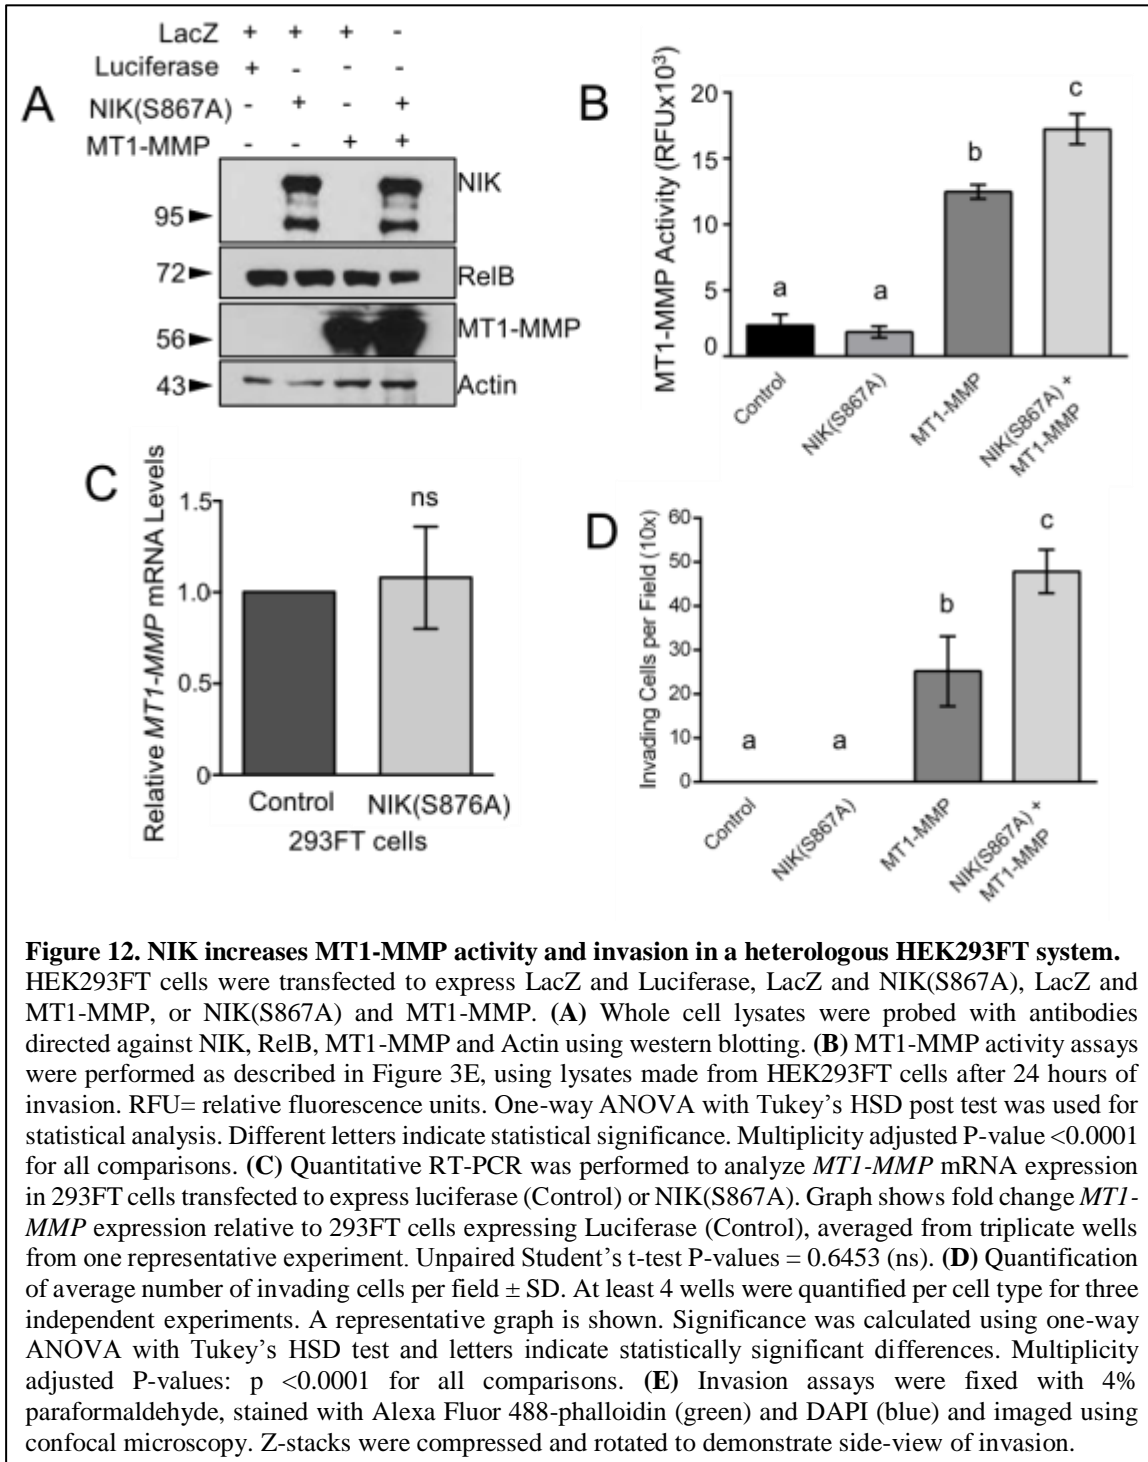 LacZ + + + -
Luciferase + - - -
A NIK(S867A) - + - +
MT1-MMP - - + +
NIK
95
72 RelB
MT1-MMP
56
43 Actin
B
MT1-MMP Activity (RFUx10³)
20
15
10
5
0
a
a
b
c
Control
NIK(S867A)
MT1-MMP
NIK(S867A) +
MT1-MMP
C
Relative MT1-MMP mRNA Levels
1.5
1.0
0.5
0
ns
Control NIK(S876A)
293FT cells
D
Invading Cells per Field (10x)
60
50
40
30
20
10
0
a
a
b
c
Control
NIK(S867A)
MT1-MMP
NIK(S867A) +
MT1-MMP
Figure 12. NIK increases MT1-MMP activity and invasion in a heterologous HEK293FT system.
HEK293FT cells were transfected to express LacZ and Luciferase, LacZ and NIK(S867A), LacZ and
MT1-MMP, or NIK(S867A) and MT1-MMP. (A) Whole cell lysates were probed with antibodies
directed against NIK, RelB, MT1-MMP and Actin using western blotting. (B) MT1-MMP activity assays
were performed as described in Figure 3E, using lysates made from HEK293FT cells after 24 hours of
invasion. RFU= relative fluorescence units. One-way ANOVA with Tukey's HSD post test was used for
statistical analysis. Different letters indicate statistical significance. Multiplicity adjusted P-value <0.0001
for all comparisons. (C) Quantitative RT-PCR was performed to analyze MT1-MMP mRNA expression
in 293FT cells transfected to express luciferase (Control) or NIK(S867A). Graph shows fold change MT1-
MMP expression relative to 293FT cells expressing Luciferase (Control), averaged from triplicate wells
from one representative experiment. Unpaired Student's t-test P-values = 0.6453 (ns). (D) Quantification
of average number of invading cells per field ± SD. At least 4 wells were quantified per cell type for three
independent experiments. A representative graph is shown. Significance was calculated using one-way
ANOVA with Tukey's HSD test and letters indicate statistically significant differences. Multiplicity
adjusted P-values: p <0.0001 for all comparisons. (E) Invasion assays were fixed with 4%
paraformaldehyde, stained with Alexa Fluor 488-phalloidin (green) and DAPI (blue) and imaged using
confocal microscopy. Z-stacks were compressed and rotated to demonstrate side-view of invasion.